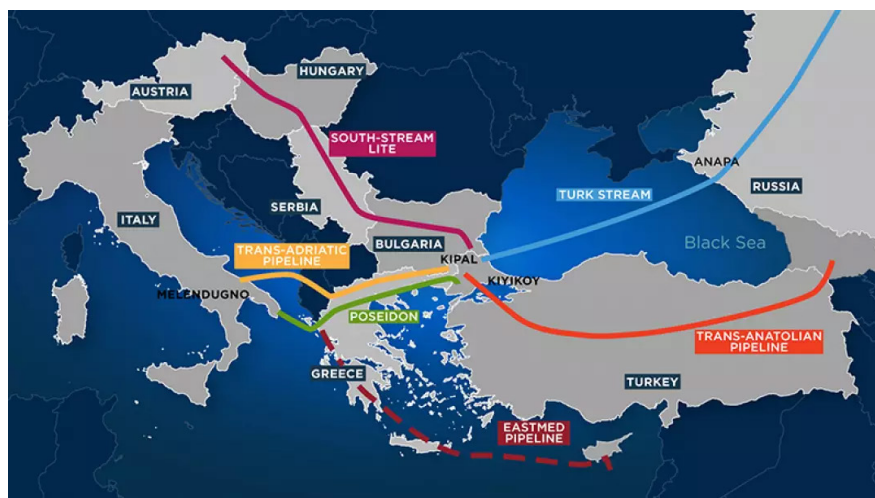 HUNGARY
AUSTRIA
SOUTH-STREAM
LITE
ANAPA
RUSSIA
TURK STREAM
SERBIA
ITALY
BULGARIA
Black Sea
TRANS-ADRIATIC
PIPELINE
KIPAL
KIYIKOY
MELENDUGNO
POSEIDON
TRANS-ANATOLIAN
PIPELINE
GREECE
TURKEY
EASTMED
PIPELINE